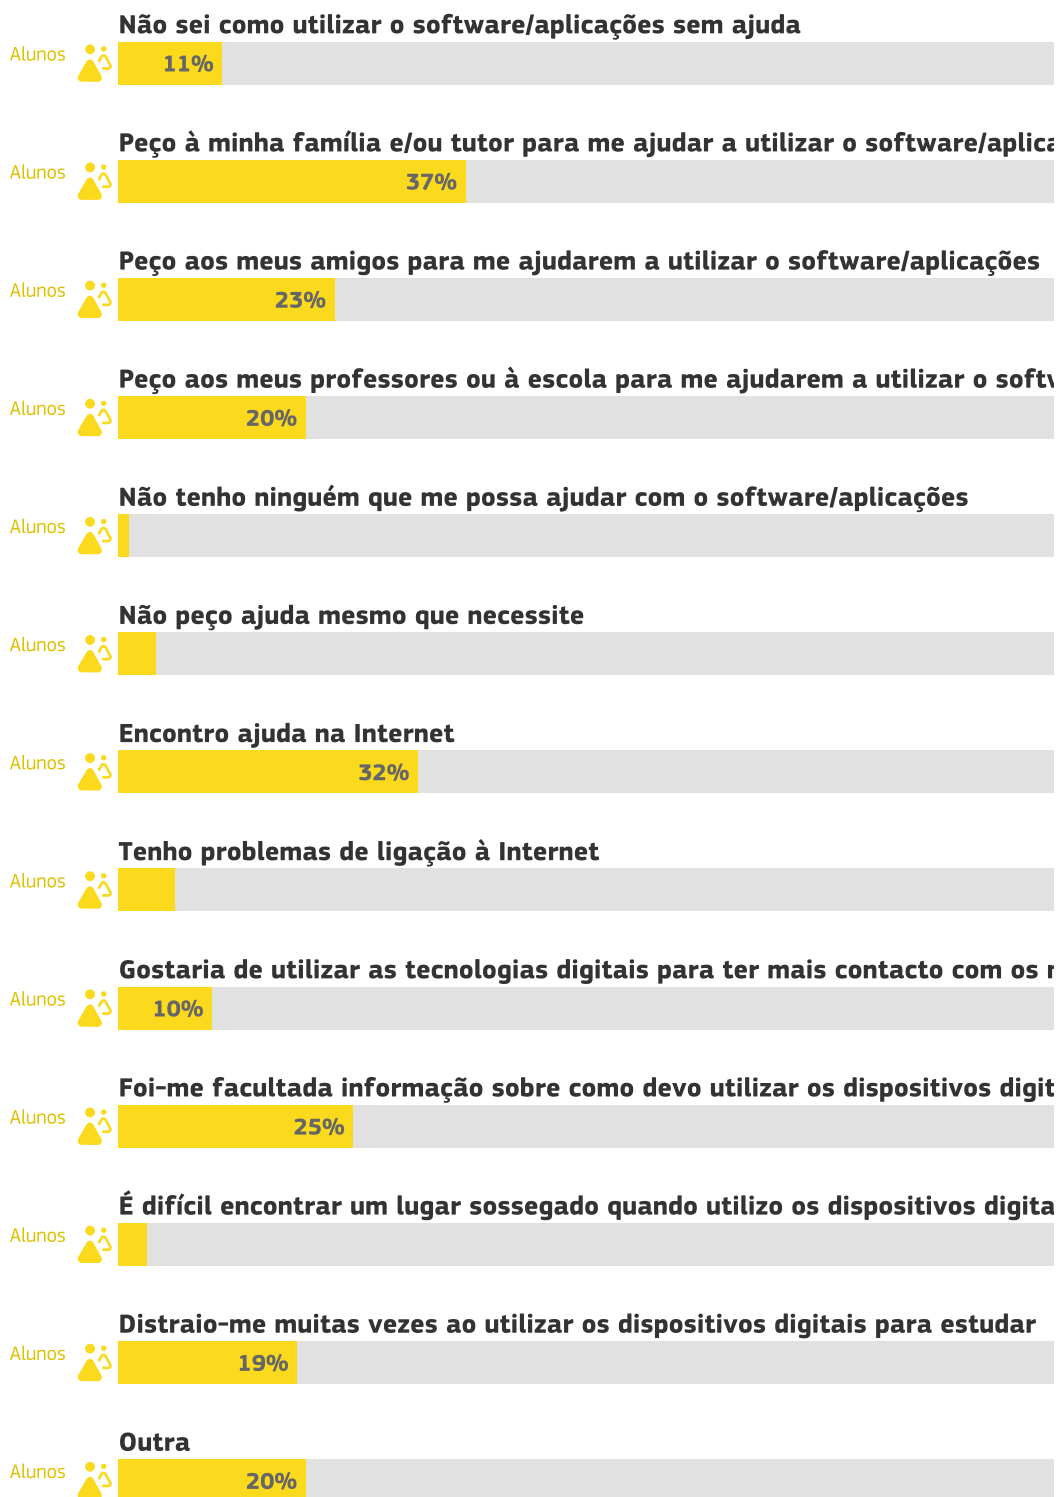 Não sei como utilizar o software/aplicações sem ajuda
Alunos
11%
Peço à minha família e/ou tutor para me ajudar a utilizar o
Alunos
37%
Peço aos meus amigos para me ajudarem a utilizar o software/aplicações
Alunos
23%
Peço aos meus professores ou à escola para me ajudarem a utilizar o
Alunos
20%
Não tenho ninguém que me possa ajudar com o software/aplicações
Alunos
Não peço ajuda mesmo que necessite
Alunos
Encontro ajuda na Internet
Alunos
32%
Tenho problemas de ligação à Internet
Alunos
Gostaria de utilizar as tecnologias digitais para ter mais contacto com os
Alunos
10%
Foi-me facultada informação sobre como devo utilizar os dispositivos
Alunos
25%
É difícil encontrar um lugar sossegado quando utilizo os dispositivos
Alunos
Distraio-me muitas vezes ao utilizar os dispositivos digitais para estudar
Alunos
19%
Outra
Alunos
20%